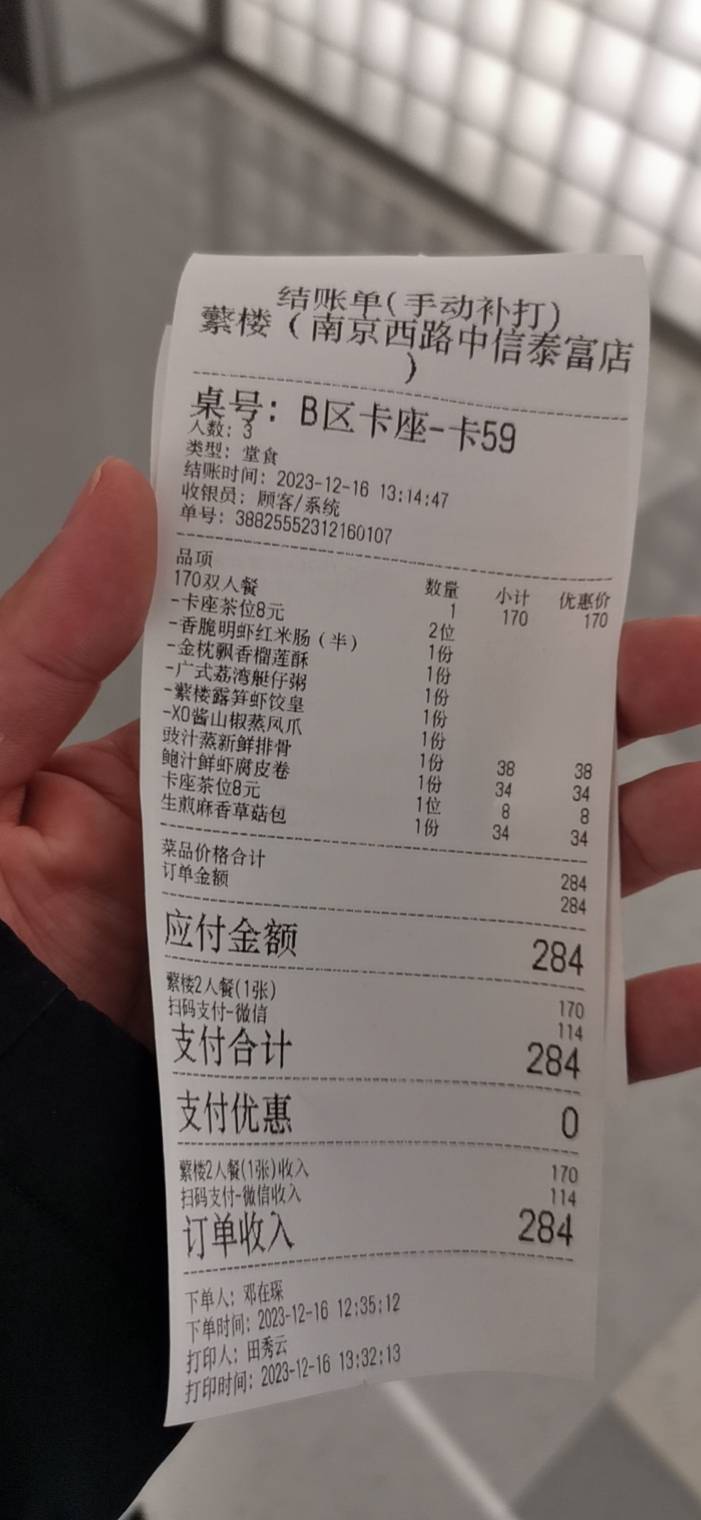 结账单(手动补打)
蘩楼（南京西路中信泰富店
）
桌号: B区卡座-卡59
人数: 3
类型: 堂食
结账时间: 2023-12-16 13:14:47
收银员: 顾客/系统
单号: 38825552312160107
品项 数量 小计 优惠价
170双人餐 1 170 170
-卡座茶位8元 2位
-香脆明虾红米肠（半） 1份
-金枕飘香榴莲酥 1份
-广式荔湾艇仔粥 1份
-蘩楼露笋虾饺皇 1份
-XO酱山椒蒸凤爪 1份
豉汁蒸新鲜排骨 1份 38 38
鲍汁鲜虾腐皮卷 1份 34 34
卡座茶位8元 1位 8 8
生煎麻香草菇包 1份 34 34
菜品价格合计 284
订单金额 284
应付金额 284
蘩楼2人餐(1张) 170
扫码支付-微信 114
支付合计 284
支付优惠 0
蘩楼2人餐(1张)收入 170
扫码支付-微信收入 114
订单收入 284
下单人: 邓在琛
下单时间: 2023-12-16 12:35:12
打印人: 田秀云
打印时间: 2023-12-16 13:32:13